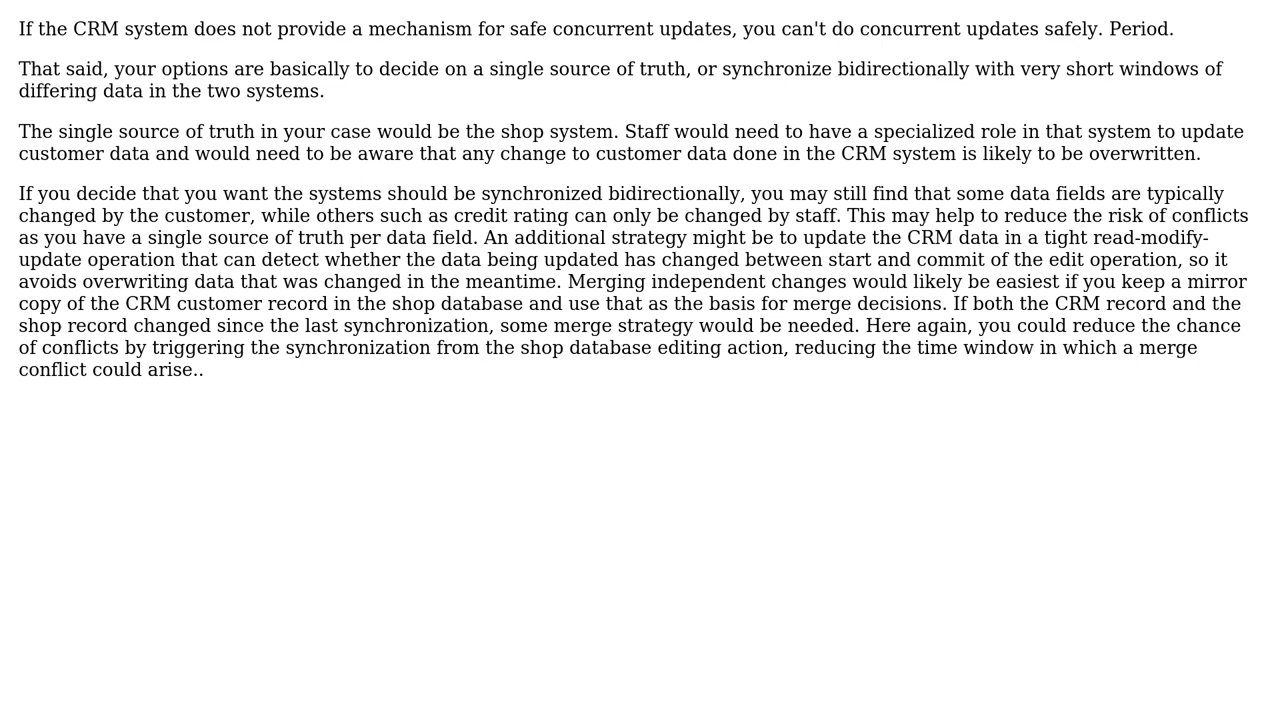 If the CRM system does not provide a mechanism for safe concurrent updates, you can't do concurrent updates safely. Period.
That said, your options are basically to decide on a single source of truth, or synchronize bidirectionally with very short windows of
differing data in the two systems.
The single source of truth in your case would be the shop system. Staff would need to have a specialized role in that system to update
customer data and would need to be aware that any change to customer data done in the CRM system is likely to be overwritten.
If you decide that you want the systems should be synchronized bidirectionally, you may still find that some data fields are typically
changed by the customer, while others such as credit rating can only be changed by staff. This may help to reduce the risk of conflicts
as you have a single source of truth per data field. An additional strategy might be to update the CRM data in a tight read-modify-
update operation that can detect whether the data being updated has changed between start and commit of the edit operation, so it
avoids overwriting data that was changed in the meantime. Merging independent changes would likely be easiest if you keep a mirror
copy of the CRM customer record in the shop database and use that as the basis for merge decisions. If both the CRM record and the
shop record changed since the last synchronization, some merge strategy would be needed. Here again, you could reduce the chance
of conflicts by triggering the synchronization from the shop database editing action, reducing the time window in which a merge
conflict could arise..